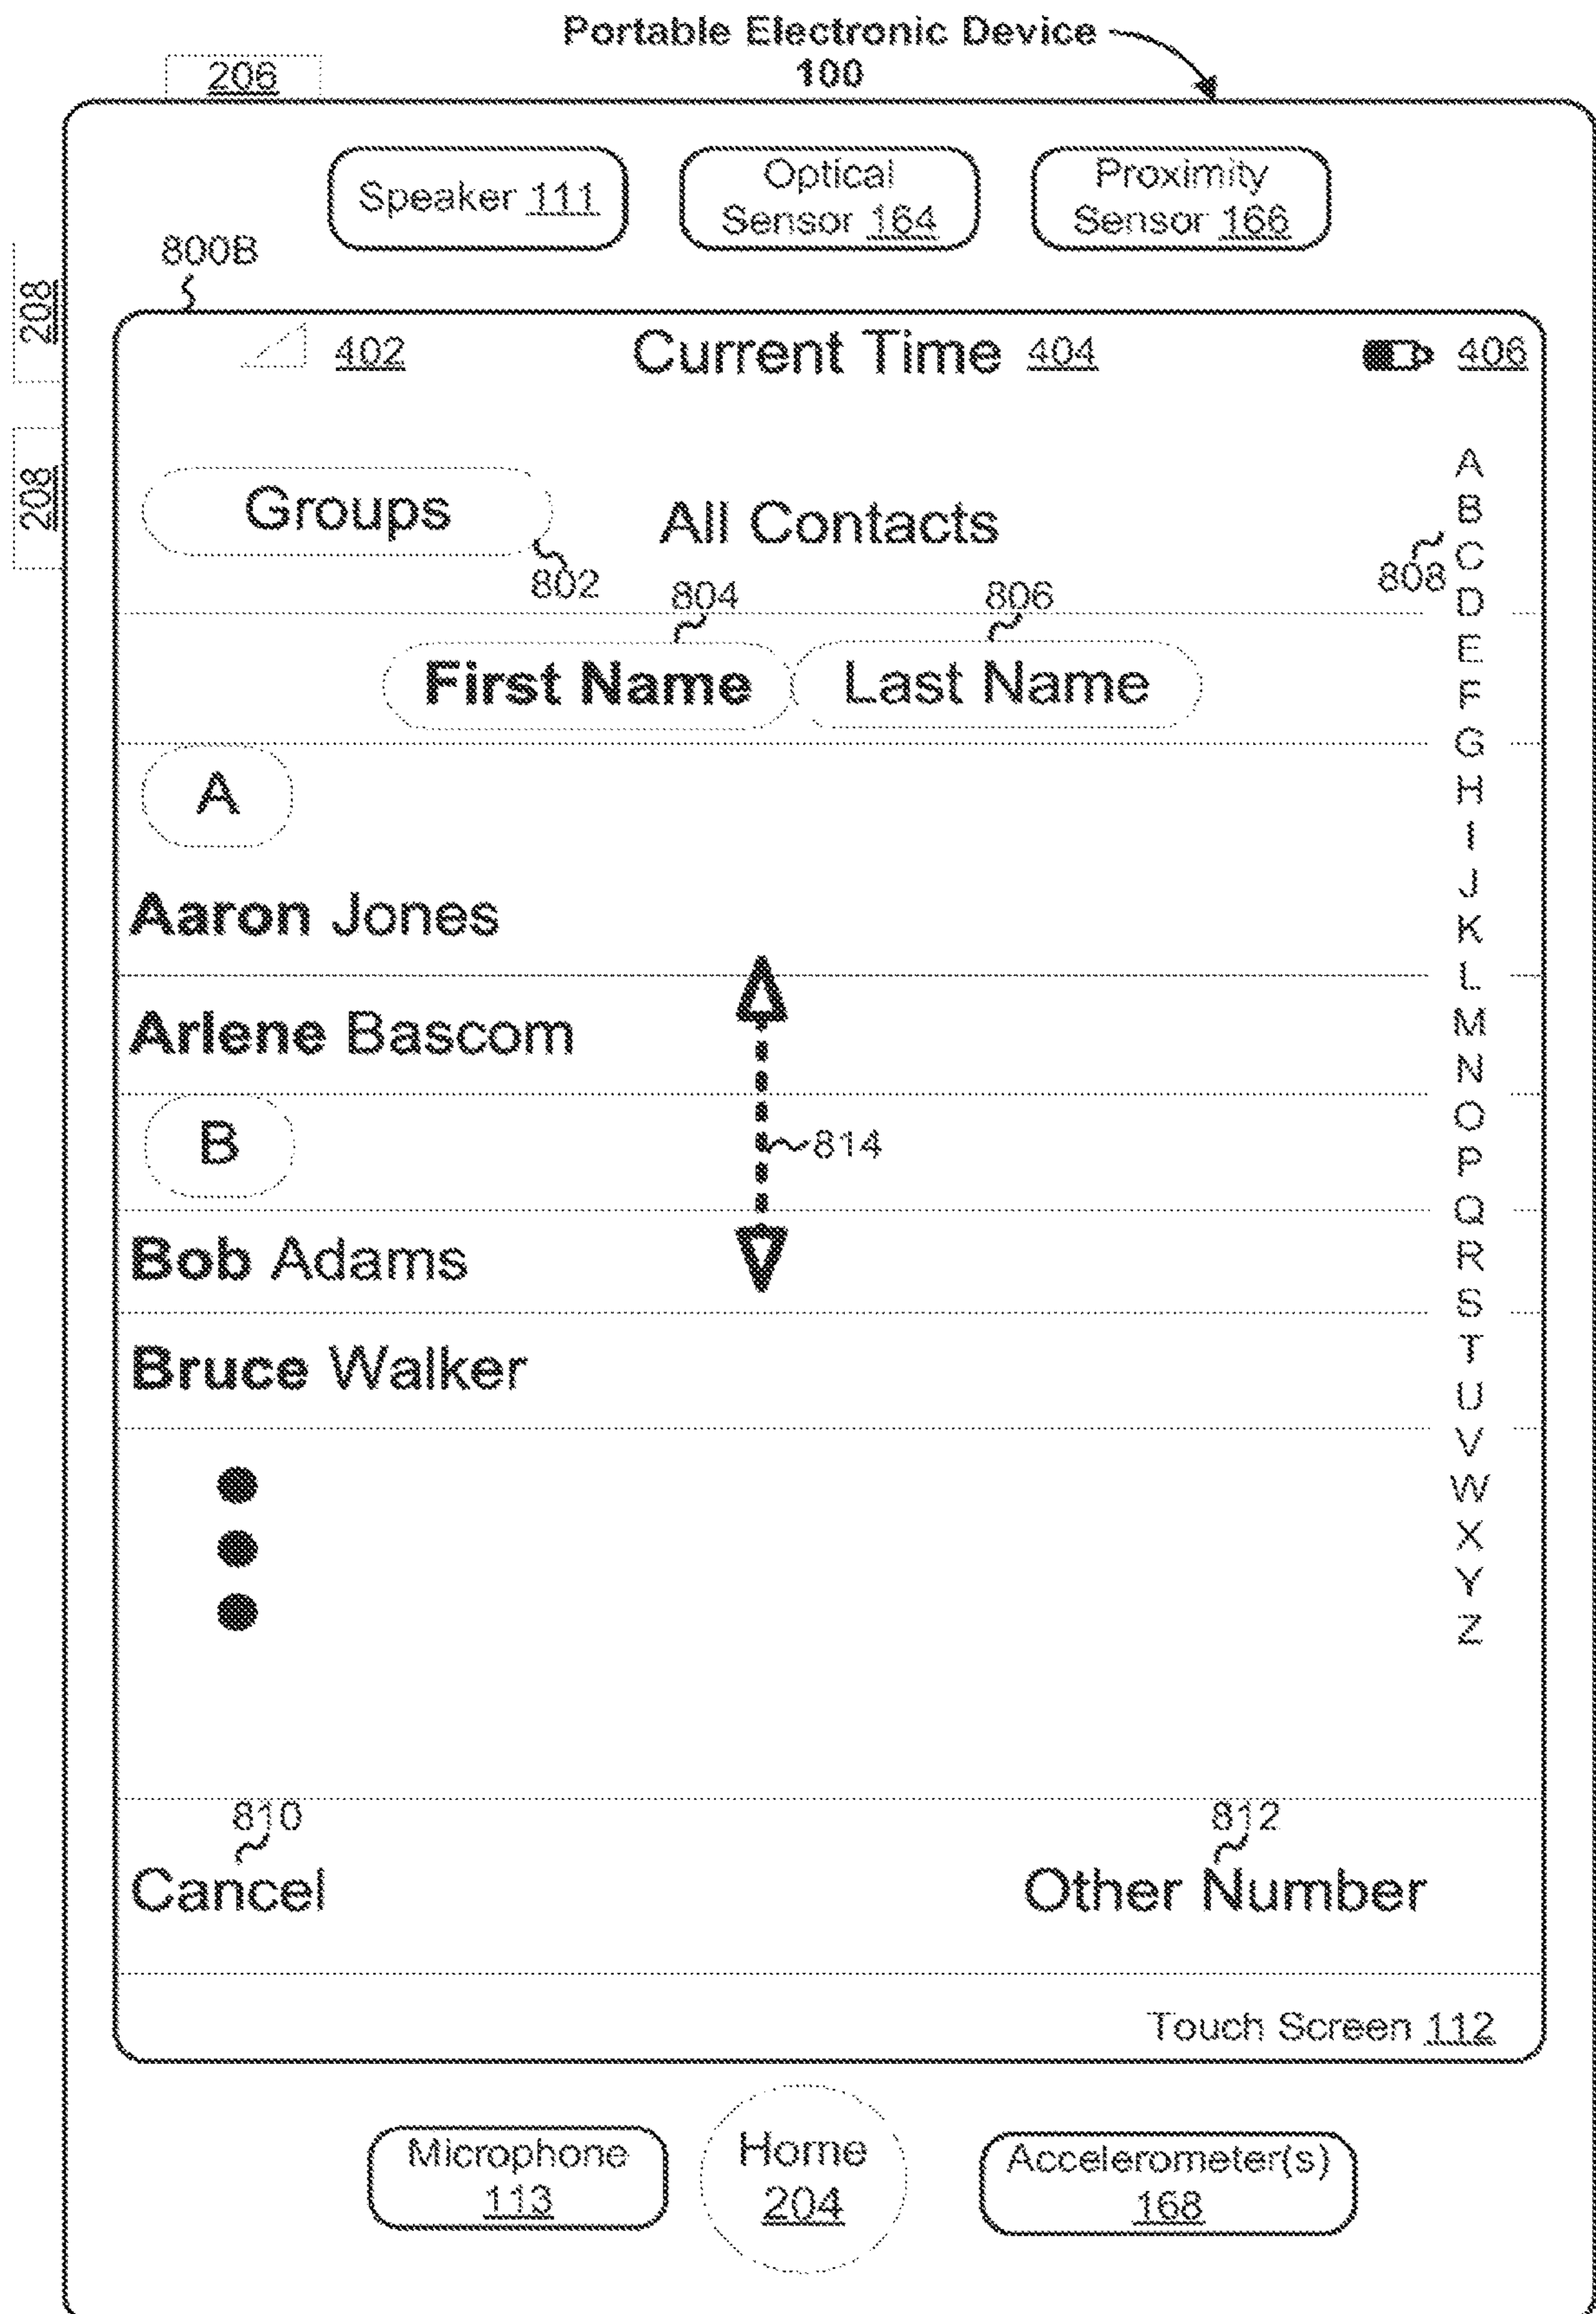 Portable Electronic Device
100
206
Speaker 111
Optical
Sensor 164
Proximity
Sensor 166
800B
208
208
402
Current Time 404
406
Groups
All Contacts
802
804
806
808
First Name
Last Name
A
Aaron Jones
Arlene Bascom
B
814
Bob Adams
Bruce Walker
A
B
C
D
E
F
G
H
I
J
K
L
M
N
O
P
Q
R
S
T
U
V
W
X
Y
Z
810
812
Cancel
Other Number
Touch Screen 112
Microphone
113
Home
204
Accelerometer(s)
168